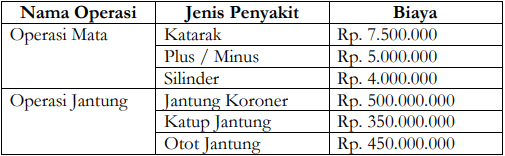 Nama Operasi Jenis Penyakit Biaya
Operasi Mata Katarak Rp. 7.500.000
Plus / Minus Rp. 5.000.000
Silinder Rp. 4.000.000
Operasi Jantung Jantung Koroner Rp. 500.000.000
Katup Jantung Rp. 350.000.000
Otot Jantung Rp. 450.000.000